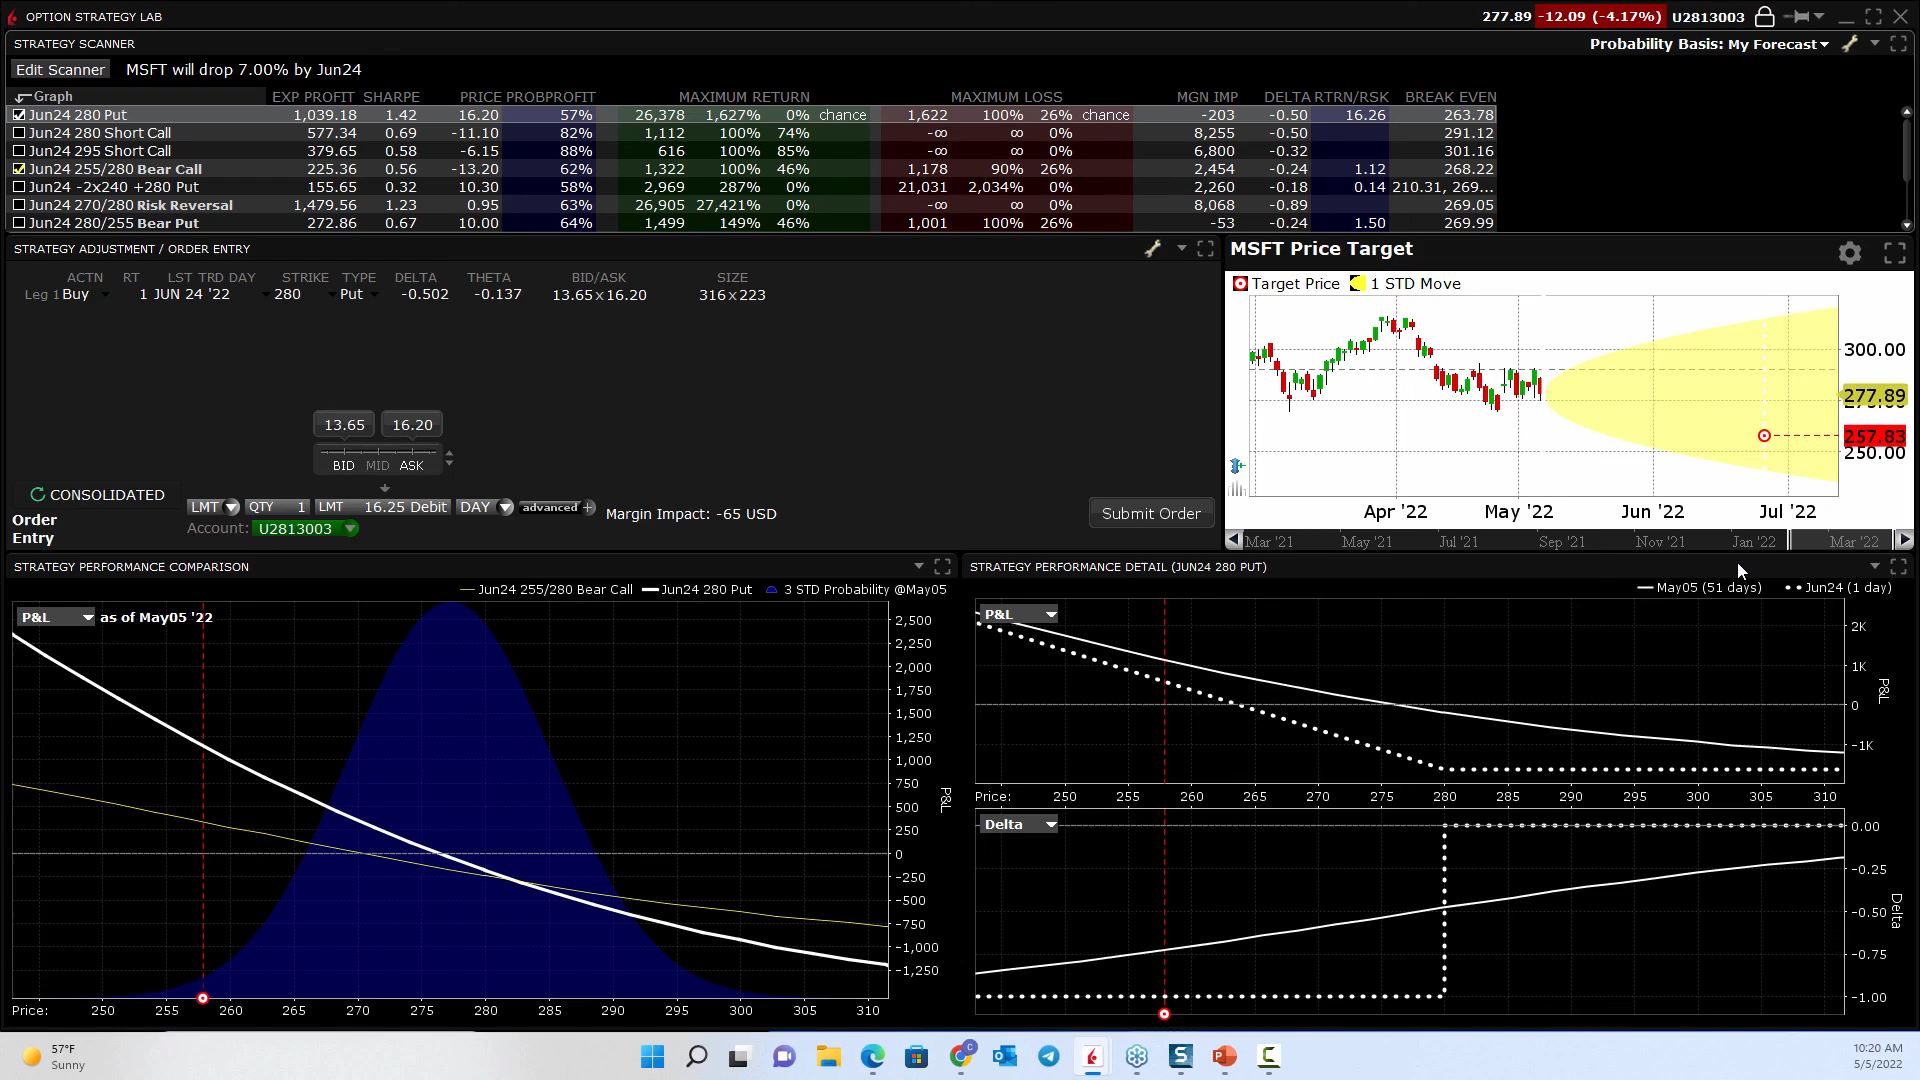 OPTION STRATEGY LAB 277.89 -12.09 (-4.17%) U2813003
STRATEGY SCANNER Probability Basis: My Forecast
Edit Scanner MSFT will drop 7.00% by Jun24
Graph EXP PROFIT SHARPE PRICE PROBPROFIT MAXIMUM RETURN MAXIMUM LOSS MGN IMP DELTA RTRN/RSK BREAK EVEN
Jun24 280 Put 1,039.18 1.42 16.20 57% 26,378 1,627% 0% chance 1,622 100% 26% chance -203 -0.50 16.26 263.78
Jun24 280 Short Call 577.34 0.69 -11.10 82% 1,112 100% 74% -∞ ∞ 0% 8,255 -0.50 291.12
Jun24 295 Short Call 379.65 0.58 -6.15 88% 616 100% 85% -∞ ∞ 0% 6,800 -0.32 301.16
Jun24 255/280 Bear Call 225.36 0.56 -13.20 62% 1,322 100% 46% 1,178 90% 26% 2,454 -0.24 1.12 268.22
Jun24 -2x240 +280 Put 155.65 0.32 10.30 58% 2,969 287% 0% 21,031 2,034% 0% 2,260 -0.18 0.14 210.31, 269...
Jun24 270/280 Risk Reversal 1,479.56 1.23 0.95 63% 26,905 27,421% 0% -∞ ∞ 0% 8,068 -0.89 269.05
Jun24 280/255 Bear Put 272.86 0.67 10.00 64% 1,499 149% 46% 1,001 100% 26% -53 -0.24 1.50 269.99
STRATEGY ADJUSTMENT / ORDER ENTRY
ACTN RT LST TRD DAY STRIKE TYPE DELTA THETA BID/ASK SIZE
Leg 1 Buy 1 JUN 24 '22 280 Put -0.502 -0.137 13.65x16.20 316x223
13.65 16.20
BID MID ASK
CONSOLIDATED
Order Entry
LMT QTY 1 LMT 16.25 Debit DAY advanced + Margin Impact: -65 USD Submit Order
Account: U2813003
MSFT Price Target
Target Price 1 STD Move
300.00
277.89
257.83
250.00
Apr '22 May '22 Jun '22 Jul '22
Mar '21 May '21 Jul '21 Sep '21 Nov '21 Jan '22 Mar '22
STRATEGY PERFORMANCE COMPARISON
Jun24 255/280 Bear Call Jun24 280 Put 3 STD Probability @May05
P&L as of May05 '22
2,500
2,250
2,000
1,750
1,500
1,250
1,000
750
500
250
0
-250
-500
-750
-1,000
-1,250
P&L
Price: 250 255 260 265 270 275 280 285 290 295 300 305 311
STRATEGY PERFORMANCE DETAIL (JUN24 280 PUT)
May05 (51 days) Jun24 (1 day)
P&L
2K
1K
0
-1K
P&L
Price: 250 255 260 265 270 275 280 285 290 295 300 305 310
Delta
0.00
-0.25
-0.50
-0.75
-1.00
Delta
57°F
Sunny
10:20 AM
5/5/2022